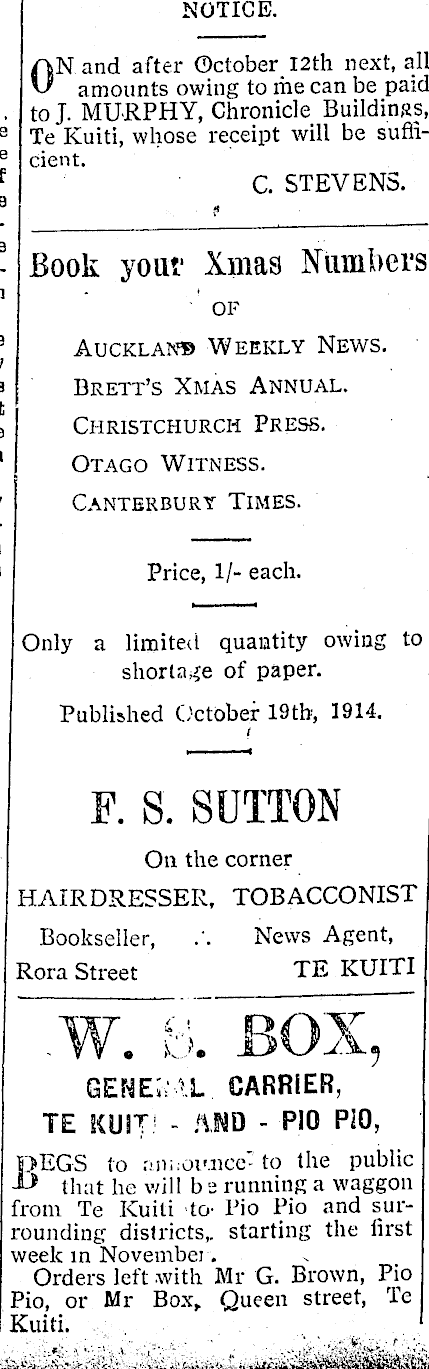 NOTICE.
ON and after October 12th next, all
amounts owing to me can be paid
to J. MURPHY, Chronicle Buildings,
Te Kuiti, whose receipt will be suffi-
cient.
C. STEVENS.
Book your Xmas Numbers
OF
AUCKLAND WEEKLY NEWS.
BRETT'S XMAS ANNUAL.
CHRISTCHURCH PRESS.
OTAGO WITNESS.
CANTERBURY TIMES.
Price, 1/- each.
Only a limited quantity owing to
shortage of paper.
Published October 19th, 1914.
F. S. SUTTON
On the corner
HAIRDRESSER, TOBACCONIST
Bookseller, .·. News Agent,
Rora Street TE KUITI
W. S. BOX,
GENERAL CARRIER,
TE KUITI - AND - PIO PIO,
BEGS to announce to the public
that he will be running a waggon
from Te Kuiti to Pio Pio and sur-
rounding districts, starting the first
week in November.
Orders left with Mr G. Brown, Pio
Pio, or Mr Box, Queen street, Te
Kuiti.